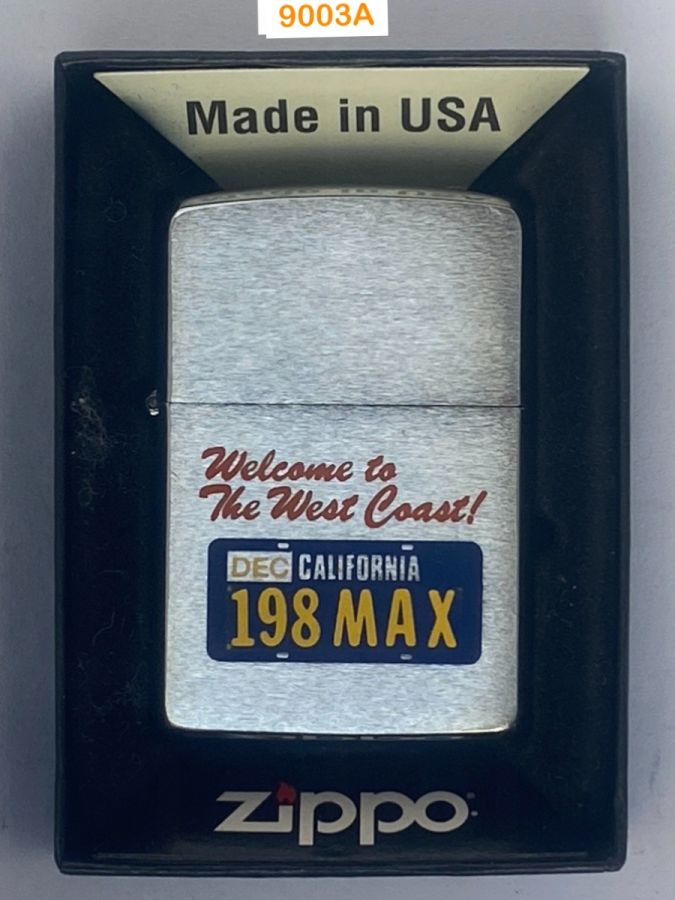 9003A
Made in USA
Welcome to
The West Coast!
DEC CALIFORNIA
198 MAX
zippo